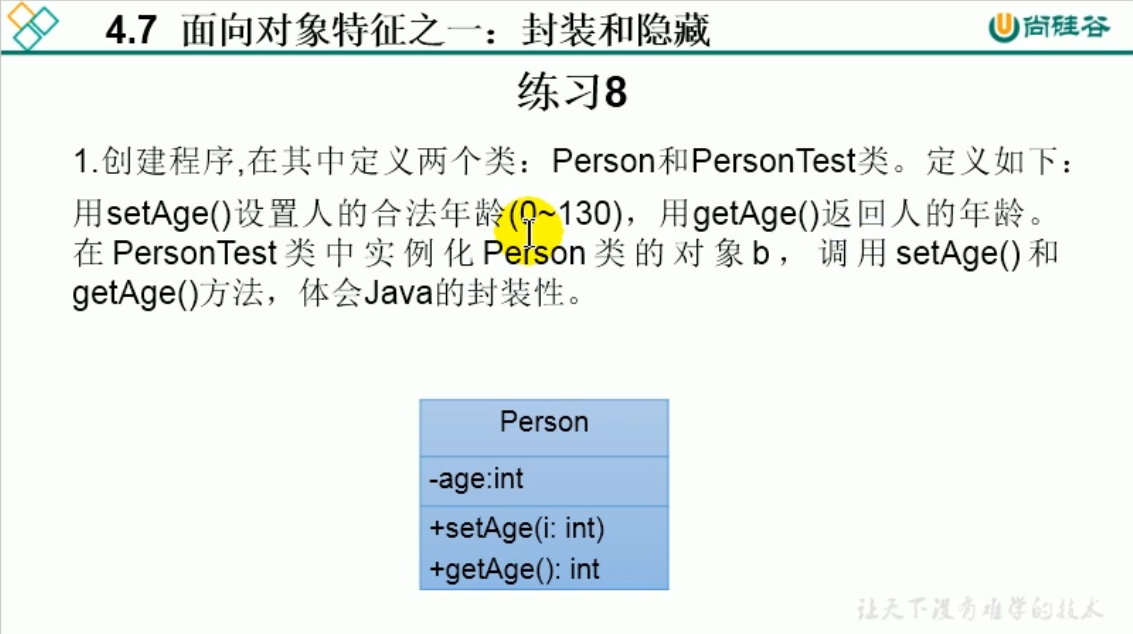 4.7 面向对象特征之一：封装和隐藏
尚硅谷
练习8
1.创建程序,在其中定义两个类：Person和PersonTest类。定义如下：
用setAge()设置人的合法年龄(0~130)，用getAge()返回人的年龄。
在PersonTest类中实例化Person类的对象b，调用setAge()和
getAge()方法，体会Java的封装性。
Person
-age:int
+setAge(i: int)
+getAge(): int
让天下没有难学的技术